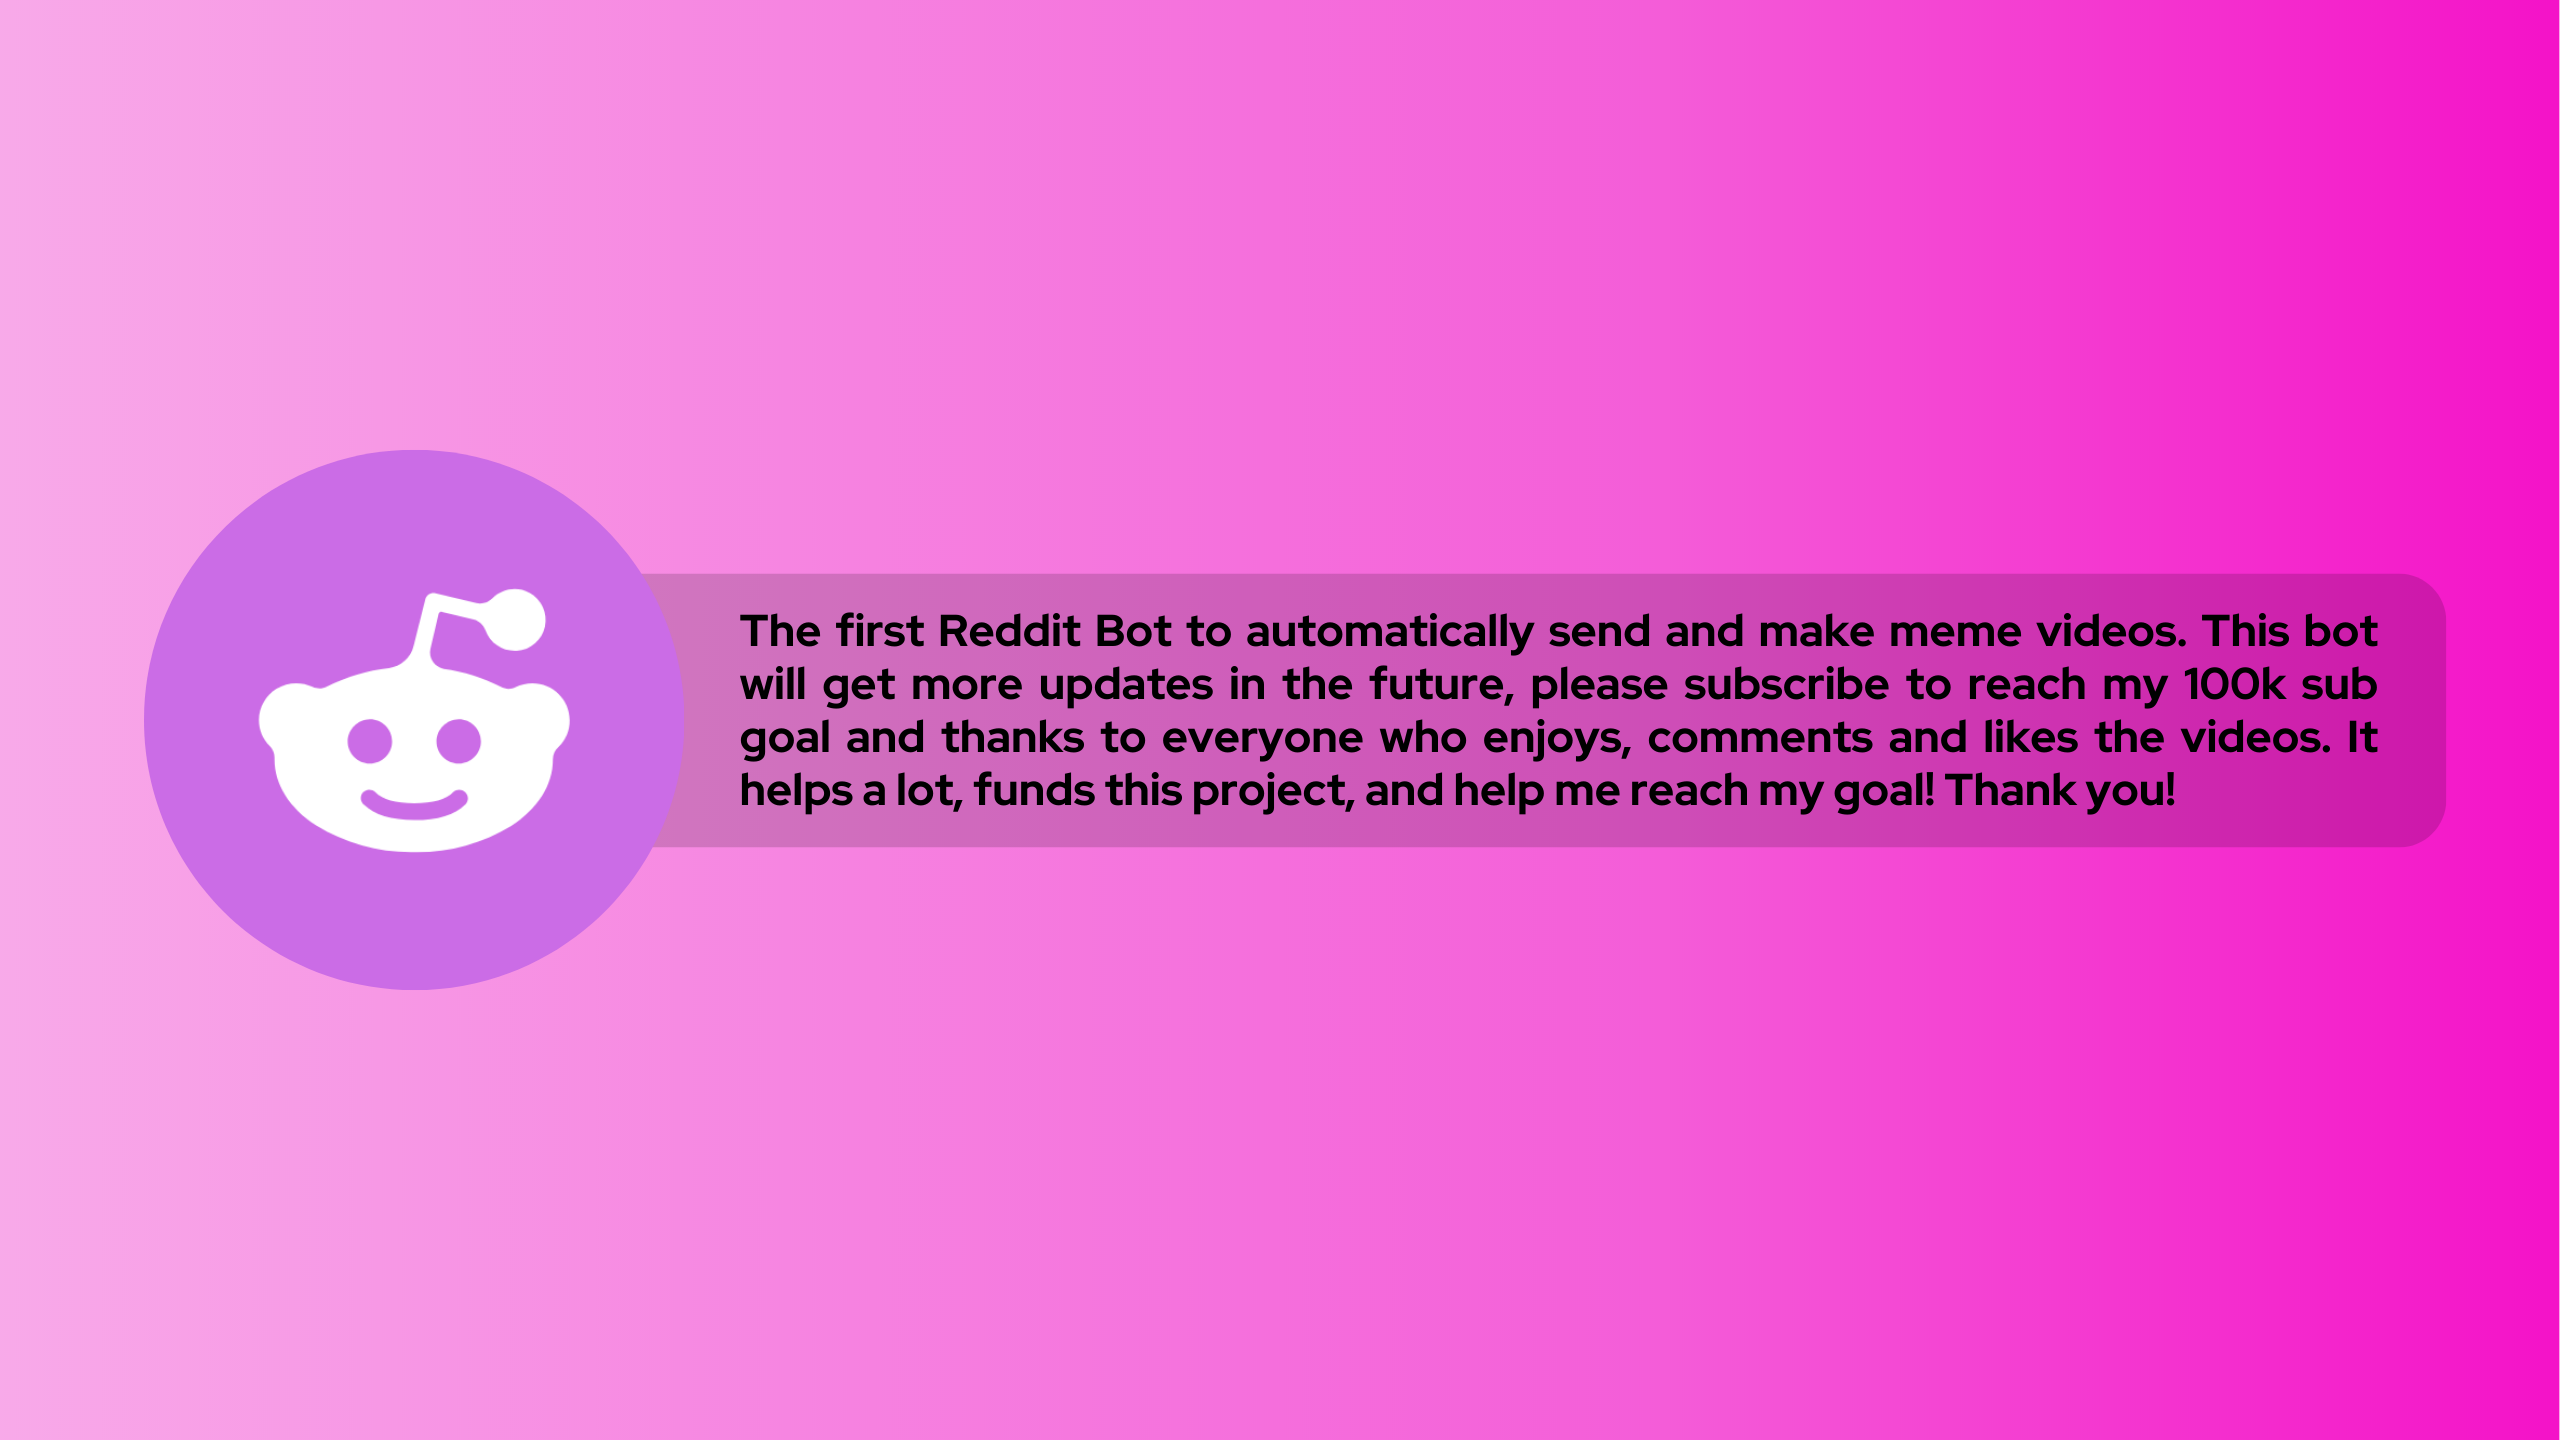 The first Reddit Bot to automatically send and make meme videos. This bot
will get more updates in the future, please subscribe to reach my 100k sub
goal and thanks to everyone who enjoys, comments and likes the videos. It
helps a lot, funds this project, and help me reach my goal! Thank you!